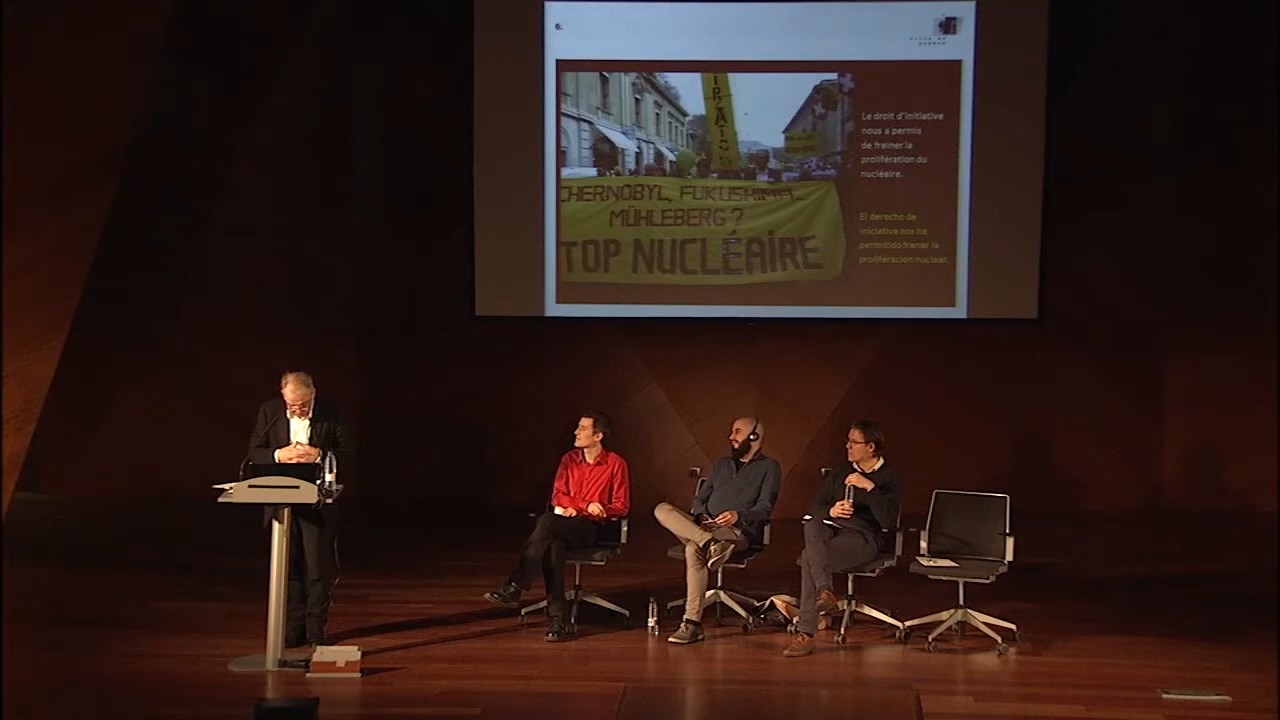 CHERNOBYL, FUKUSHIMA...
MÜHLEBERG ?
TOP NUCLÉAIRE
Le droit d'initiative
nous a permis
de freiner la
prolifération du
nucléaire.
El derecho de
iniciativa nos ha
permitido frenar la
proliferación nuclear.